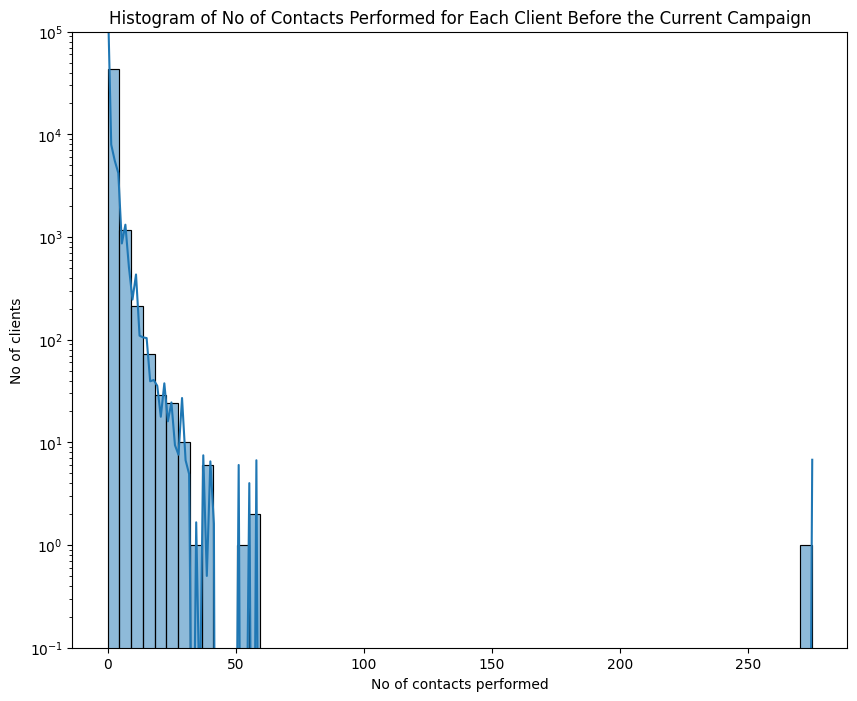 Histogram of No of Contacts Performed for Each Client Before the Current Campaign
10^5
10^4
10^3
10^2
10^1
10^0
10^-1
No of clients
0 50 100 150 200 250
No of contacts performed